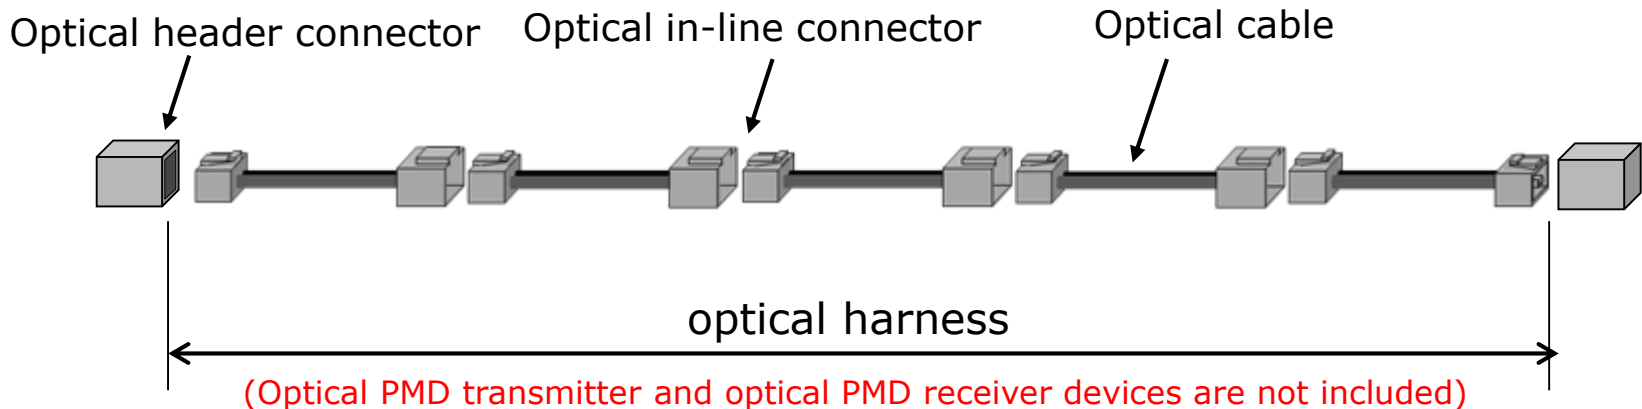 Optical header connector
Optical in-line connector
Optical cable
optical harness
(Optical PMD transmitter and optical PMD receiver devices are not included)